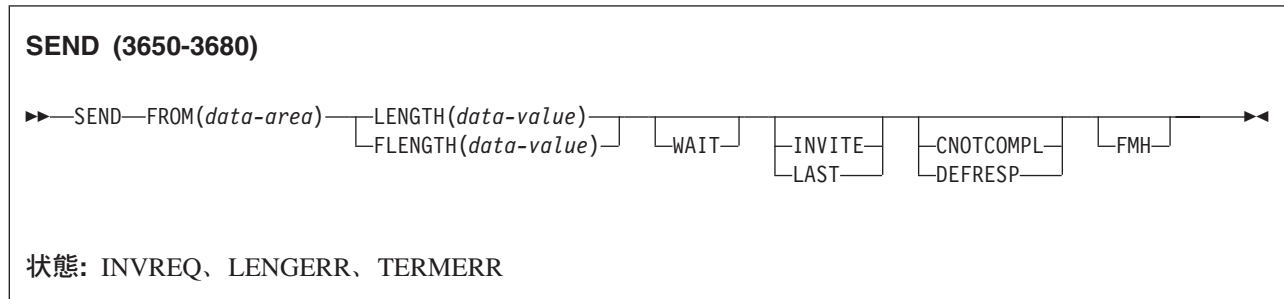 SEND (3650-3680)
SEND FROM(data-area) LENGTH(data-value)
FLENGTH(data-value) WAIT INVITE CNOTCOMPL FMH
LAST DEFRESP
状態: INVREQ、LENGERR、TERMERR